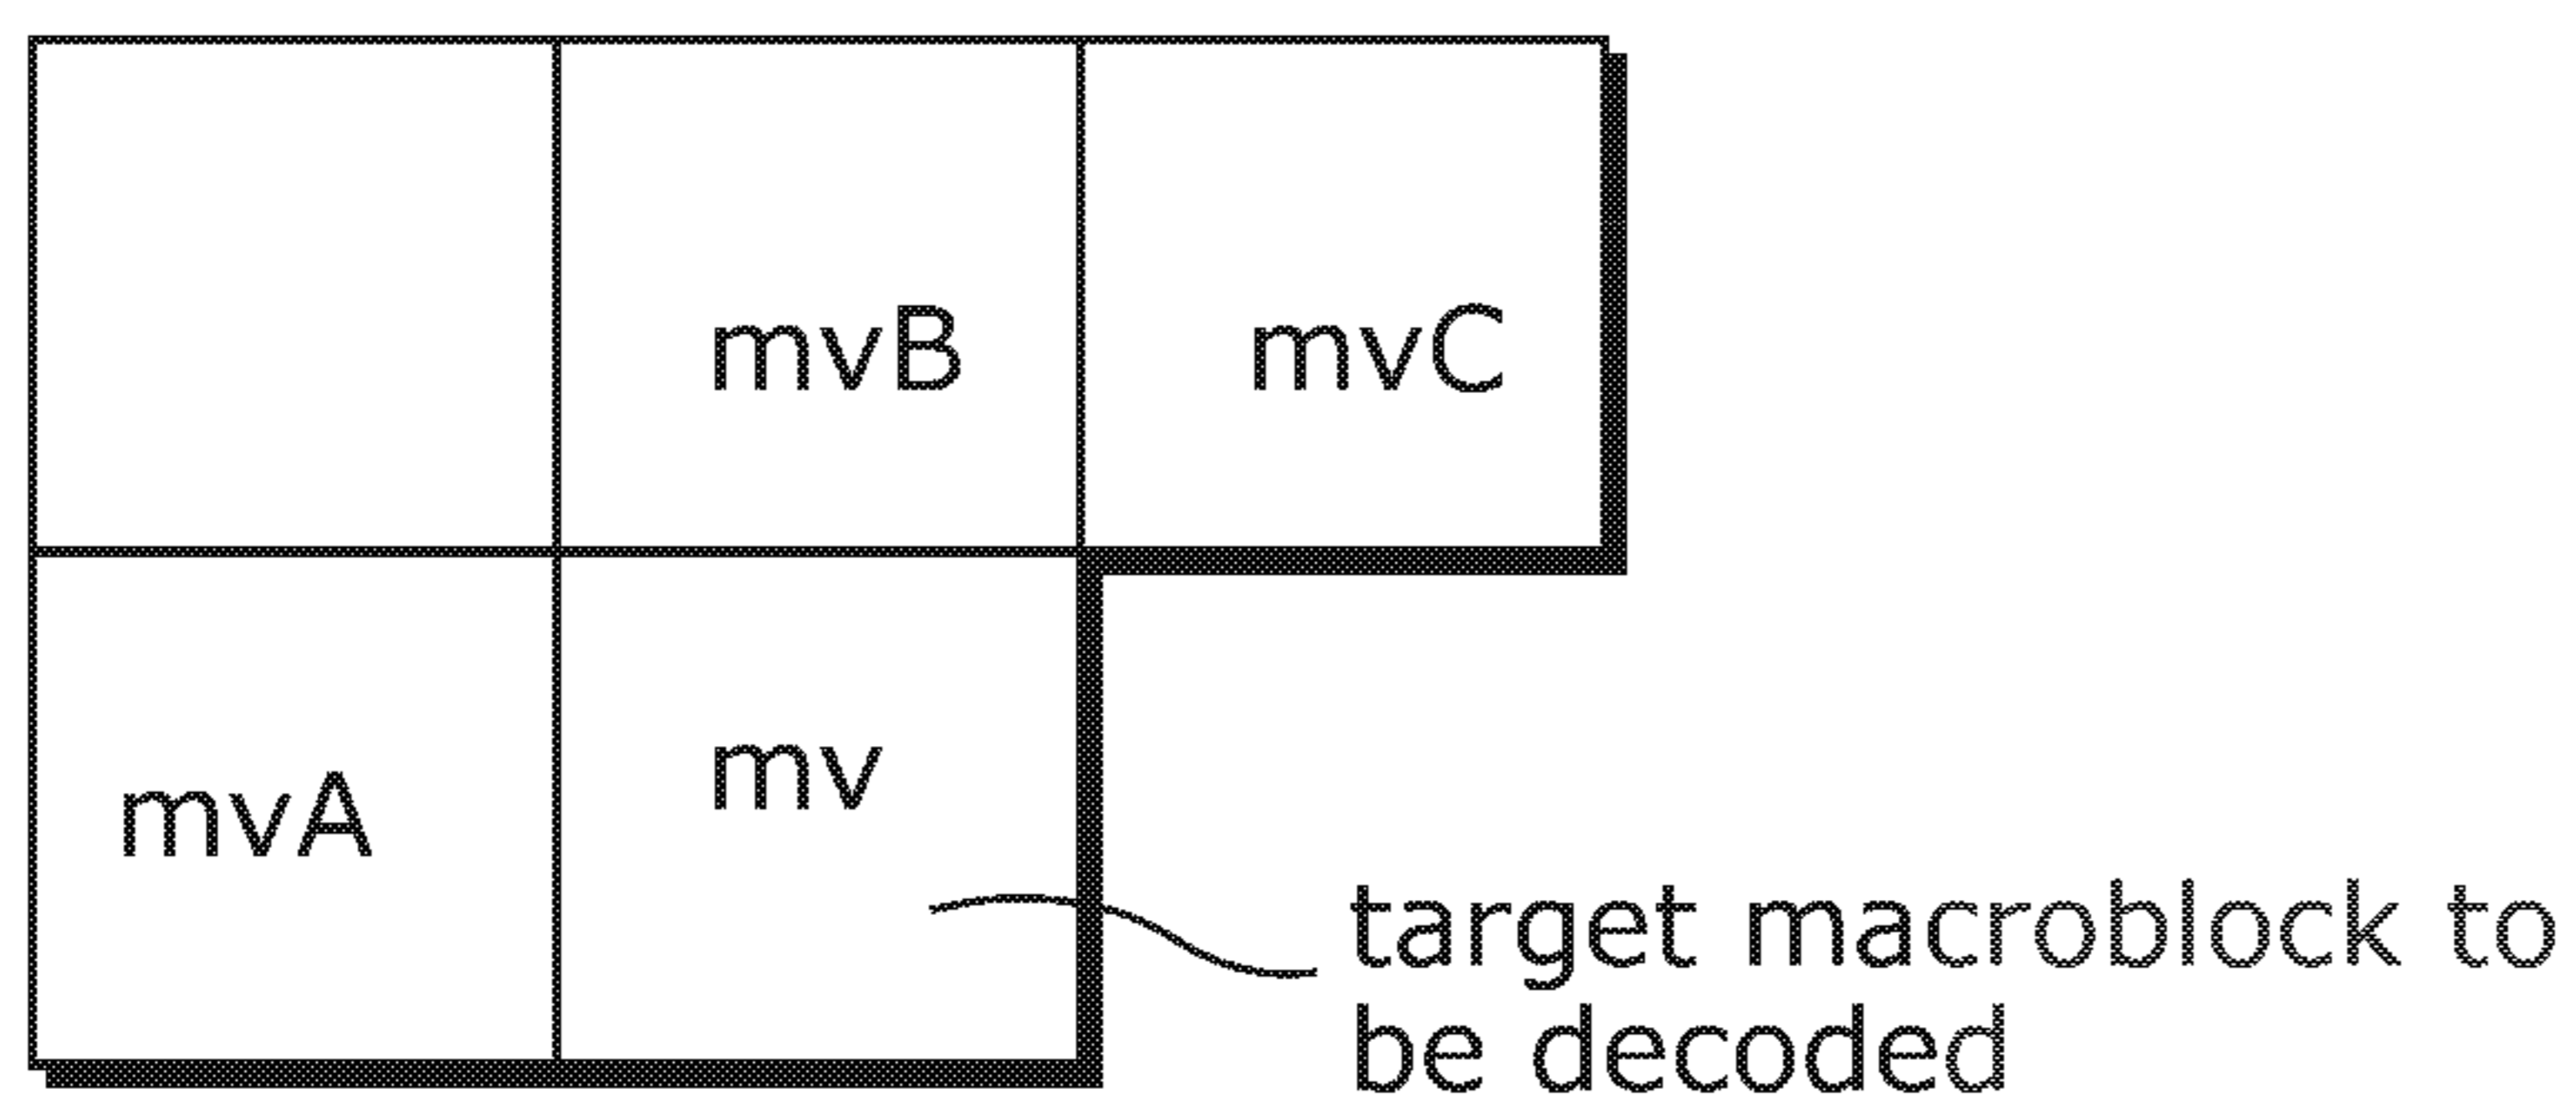 mvB
mvC
mvA
mv
target macroblock to
be decoded